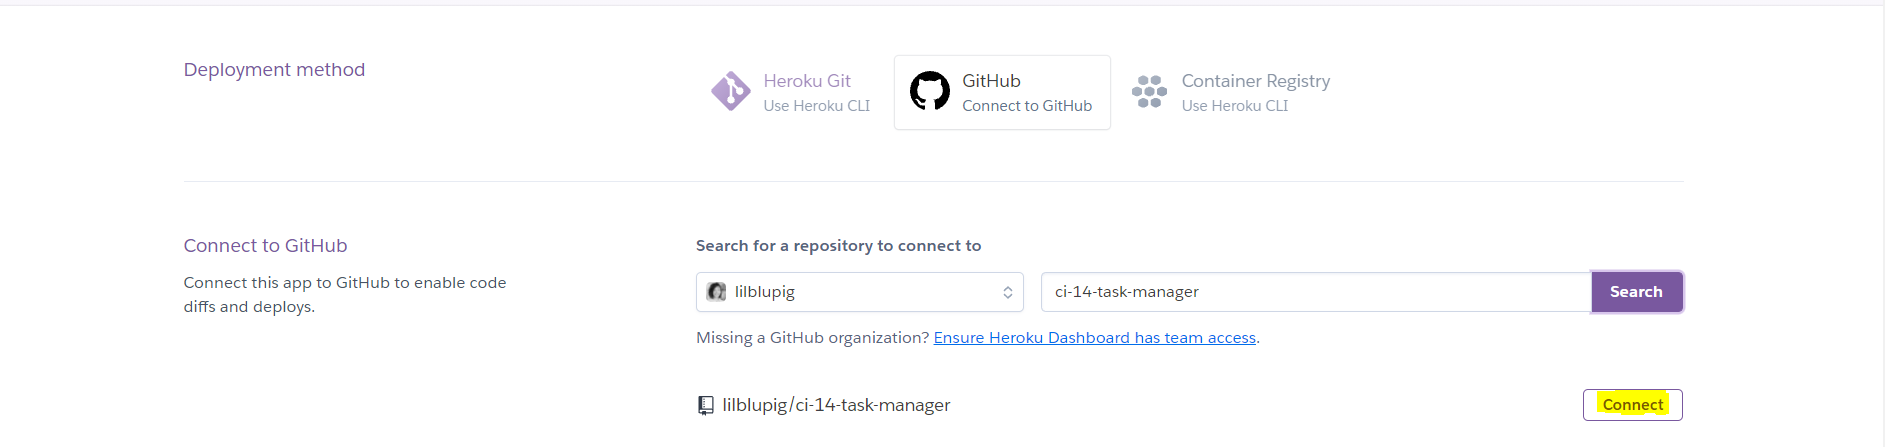 Deployment method
Heroku Git
Use Heroku CLI
GitHub
Connect to GitHub
Container Registry
Use Heroku CLI
Connect to GitHub
Connect this app to GitHub to enable code
diffs and deploys.
Search for a repository to connect to
lilblupig
ci-14-task-manager
Search
Missing a GitHub organization? Ensure Heroku Dashboard has team access.
lilblupig/ci-14-task-manager
Connect